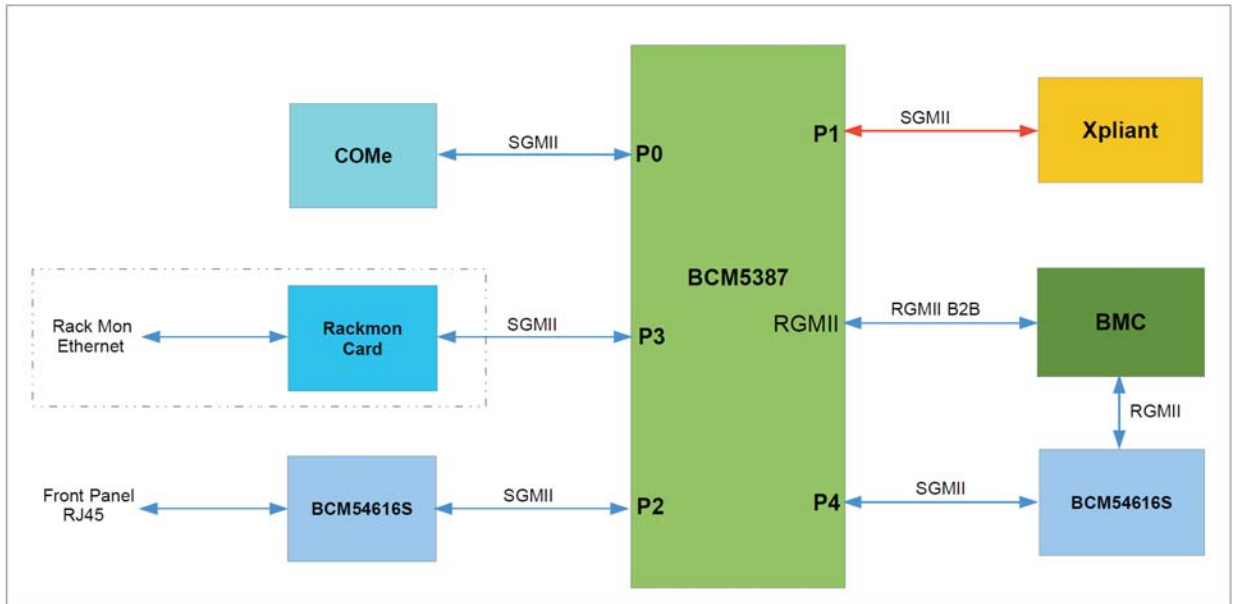 COMe
SGMII
P0
P1
SGMII
Xpliant
BCM5387
Rack Mon
Ethernet
Rackmon
Card
SGMII
P3
RGMII
RGMII B2B
BMC
RGMII
Front Panel
RJ45
BCM54616S
SGMII
P2
P4
SGMII
BCM54616S